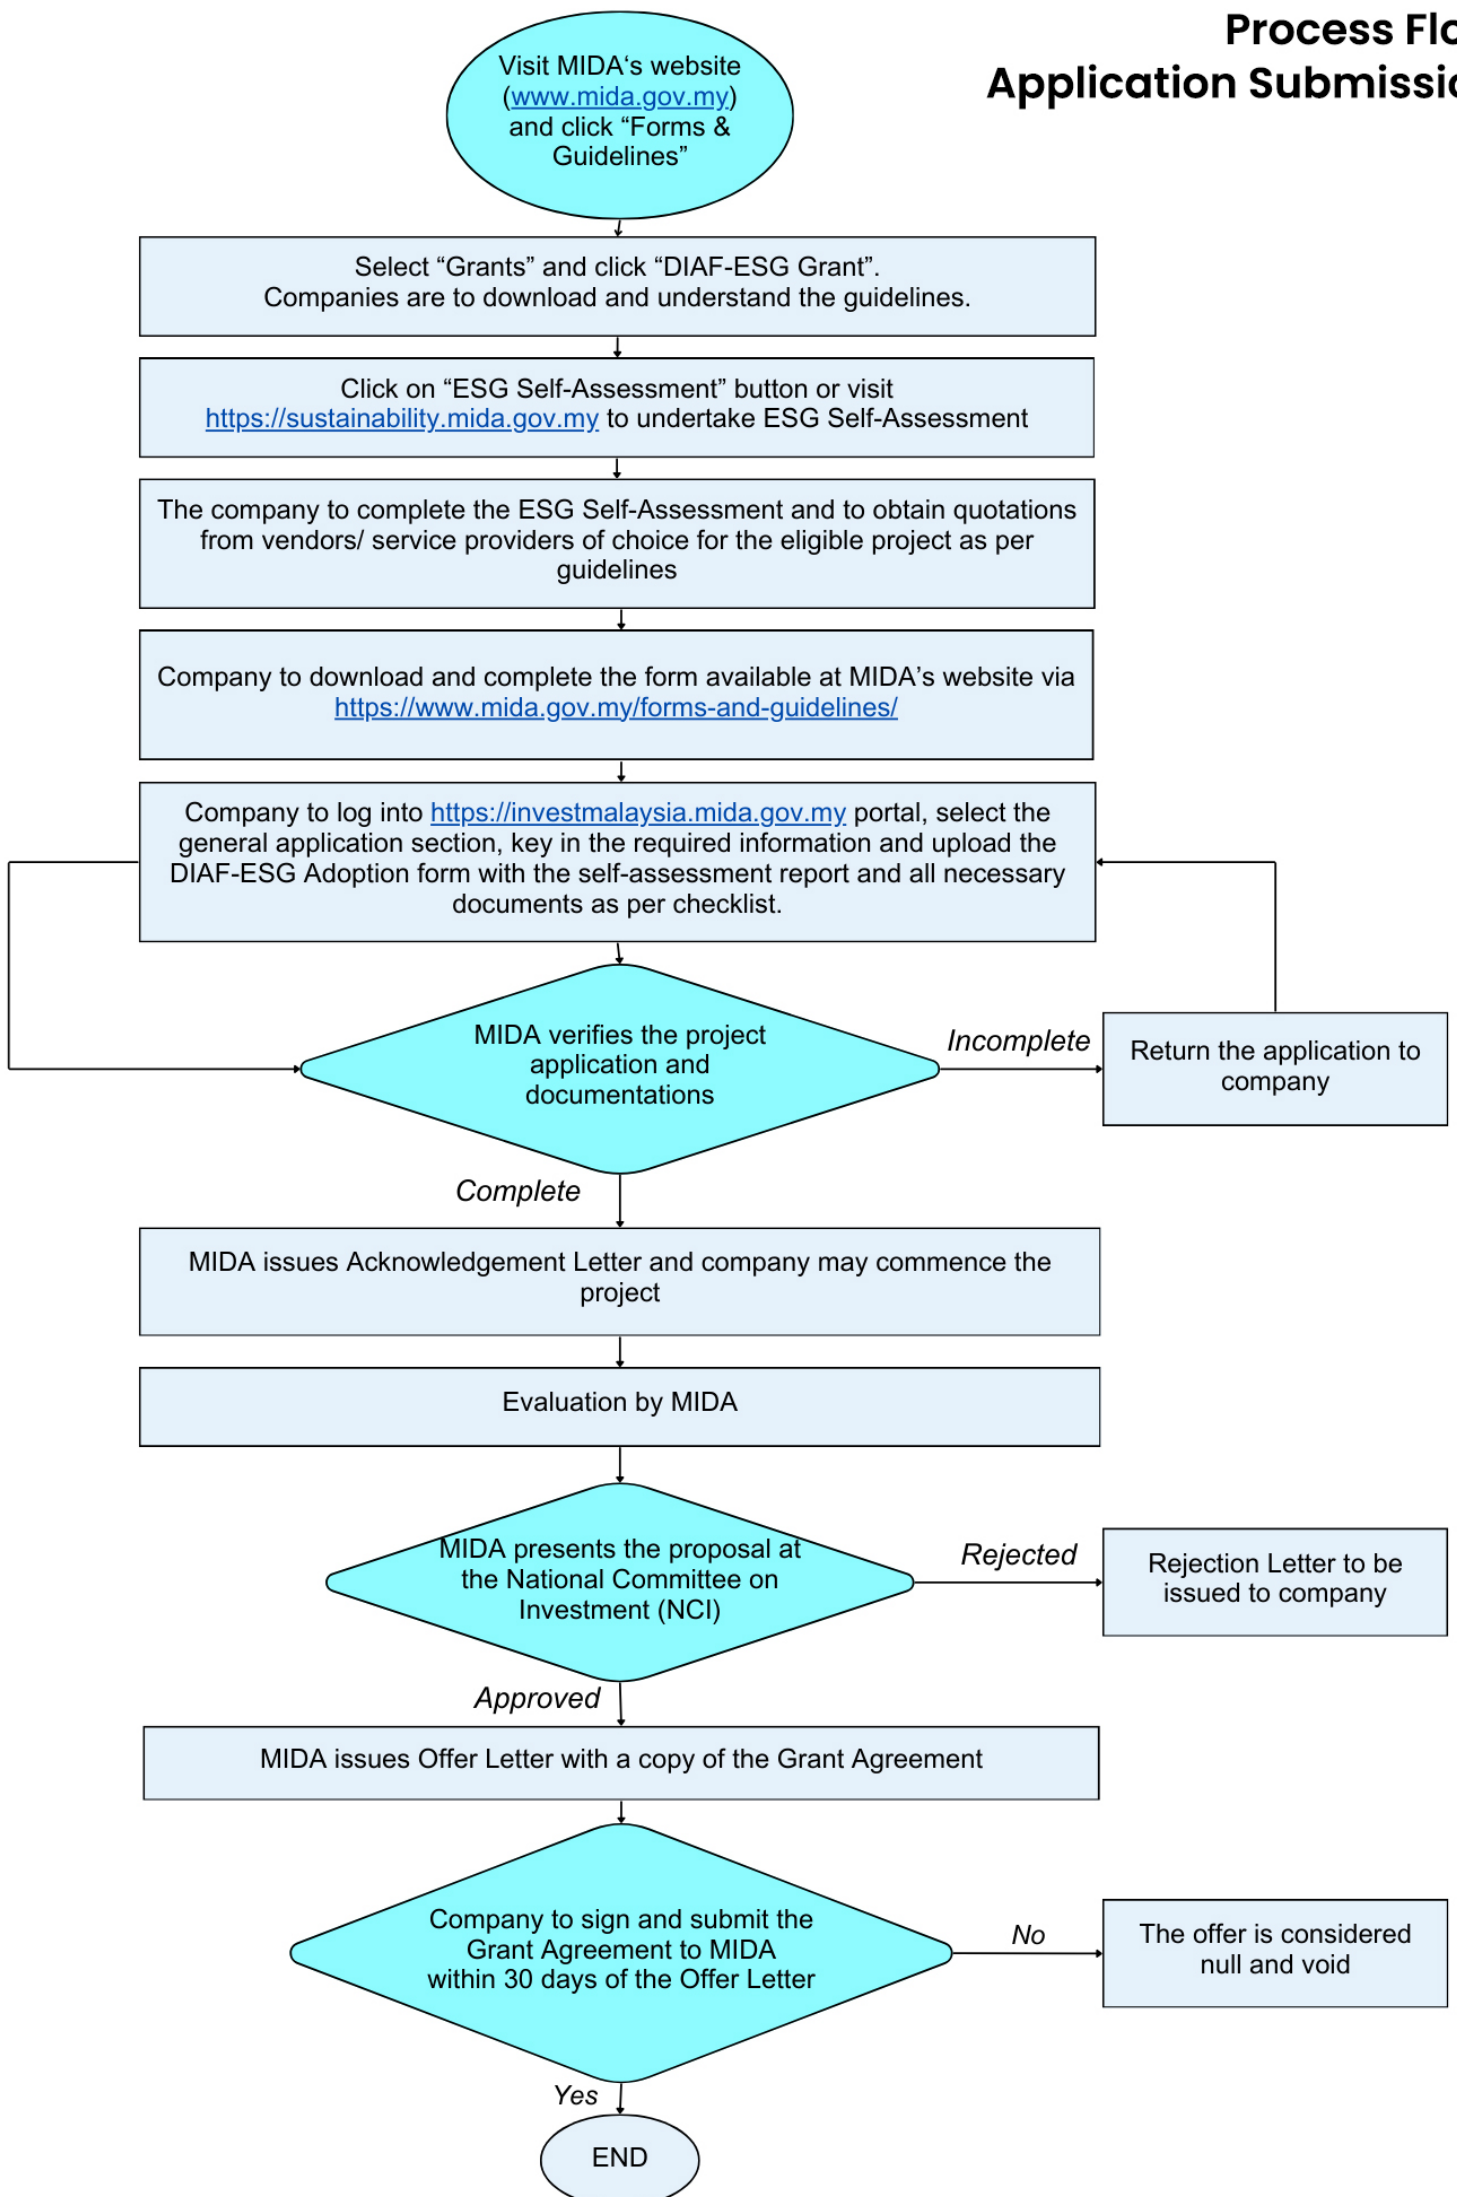 Process Flo
Application Submissio
Visit MIDA‘s website
(www.mida.gov.my)
and click “Forms &
Guidelines”
Select “Grants” and click “DIAF-ESG Grant”.
Companies are to download and understand the guidelines.
Click on “ESG Self-Assessment” button or visit
https://sustainability.mida.gov.my to undertake ESG Self-Assessment
The company to complete the ESG Self-Assessment and to obtain quotations
from vendors/ service providers of choice for the eligible project as per
guidelines
Company to download and complete the form available at MIDA’s website via
https://www.mida.gov.my/forms-and-guidelines/
Company to log into https://investmalaysia.mida.gov.my portal, select the
general application section, key in the required information and upload the
DIAF-ESG Adoption form with the self-assessment report and all necessary
documents as per checklist.
MIDA verifies the project
application and
documentations
Incomplete
Return the application to
company
Complete
MIDA issues Acknowledgement Letter and company may commence the
project
Evaluation by MIDA
MIDA presents the proposal at
the National Committee on
Investment (NCI)
Rejected
Rejection Letter to be
issued to company
Approved
MIDA issues Offer Letter with a copy of the Grant Agreement
Company to sign and submit the
Grant Agreement to MIDA
within 30 days of the Offer Letter
No
The offer is considered
null and void
Yes
END